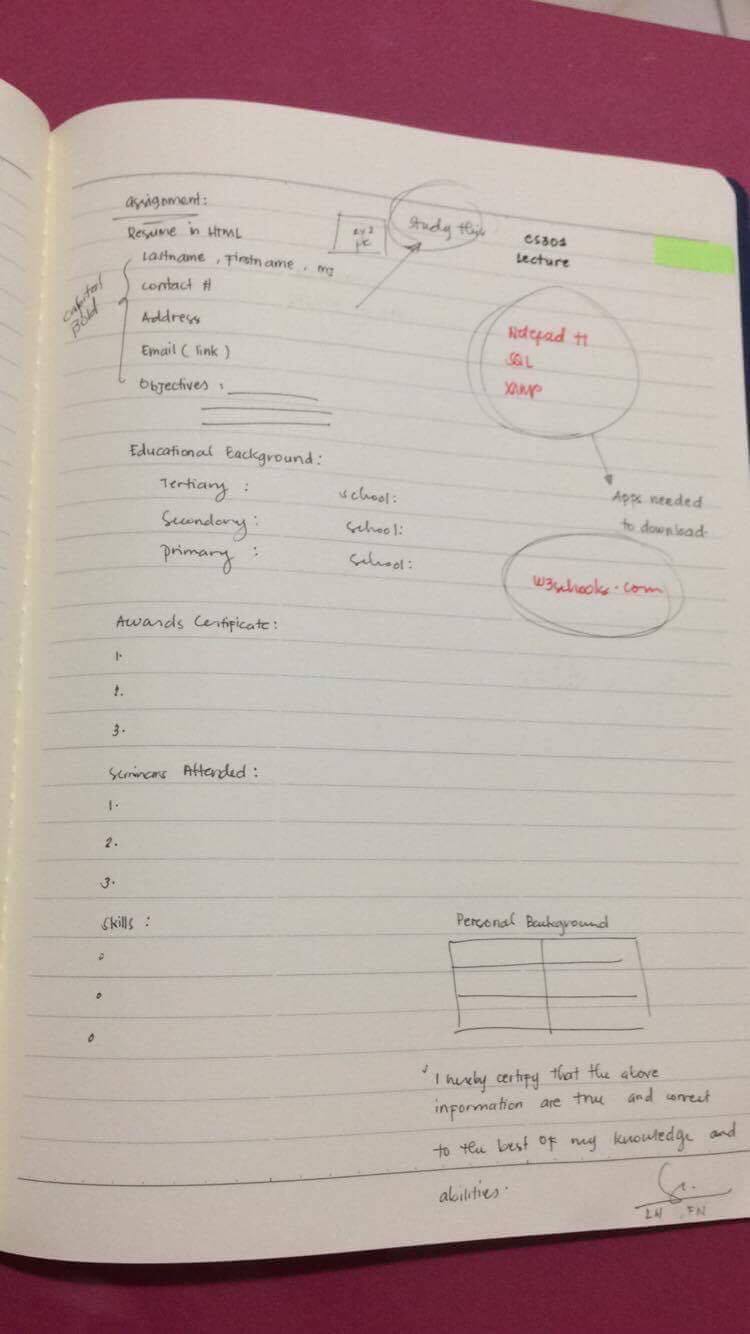 assignment:
Resume in HTML
2x2
Study this
CS301
Lecture
Lastname, Firstname, MI
Capital
Bold
Contact #
Address
Email (link)
Objectives :
Notepad ++
SQL
XAMP
Apps needed
to download.
Educational Background:
Tertiary : school:
Secondary : school:
primary : school:
w3schools.com
Awards Certificate:
1.
2.
3.
Seminars Attended :
1.
2.
3.
Skills :
Personal Background
I hereby certify that the above
information are true and correct
to the best of my knowledge and
abilities.
LN FN